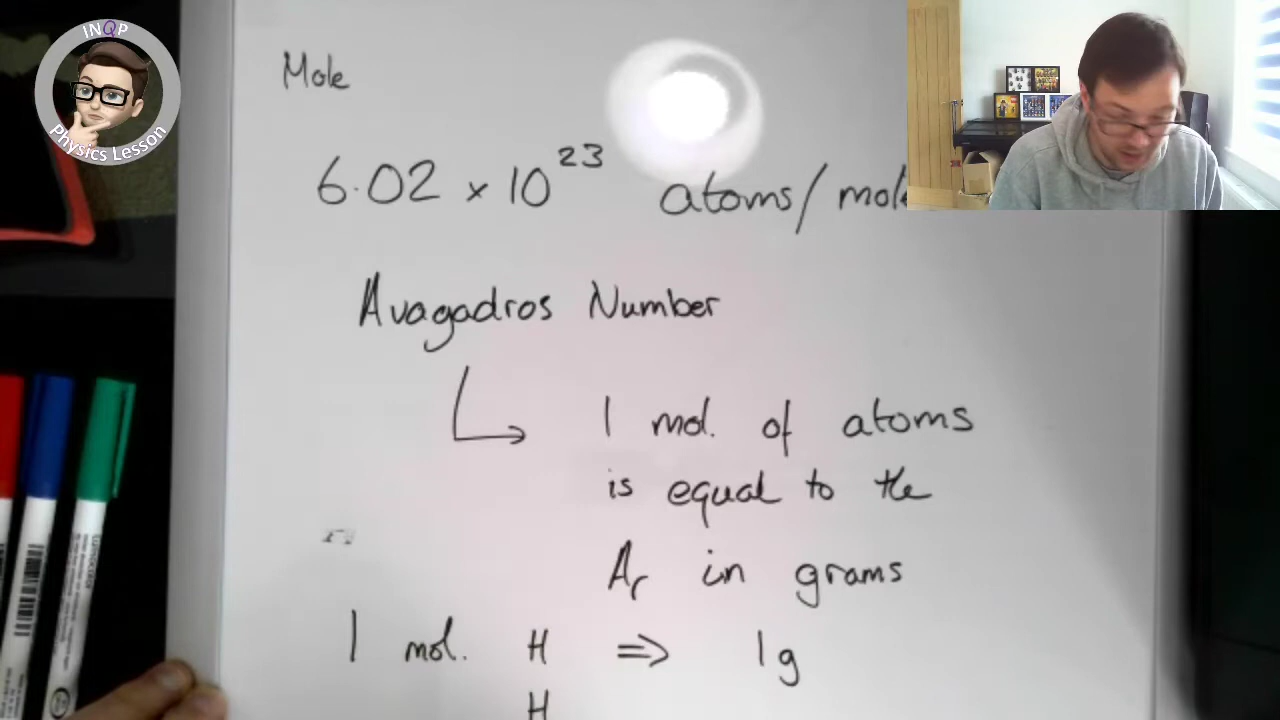 INQP
Physics Lesson
Mole
6.02 × 10²³ atoms/mole
Avagadros Number
↳ 1 mol. of atoms
is equal to the
Ar in grams
1 mol. H ⇒ 1g
H